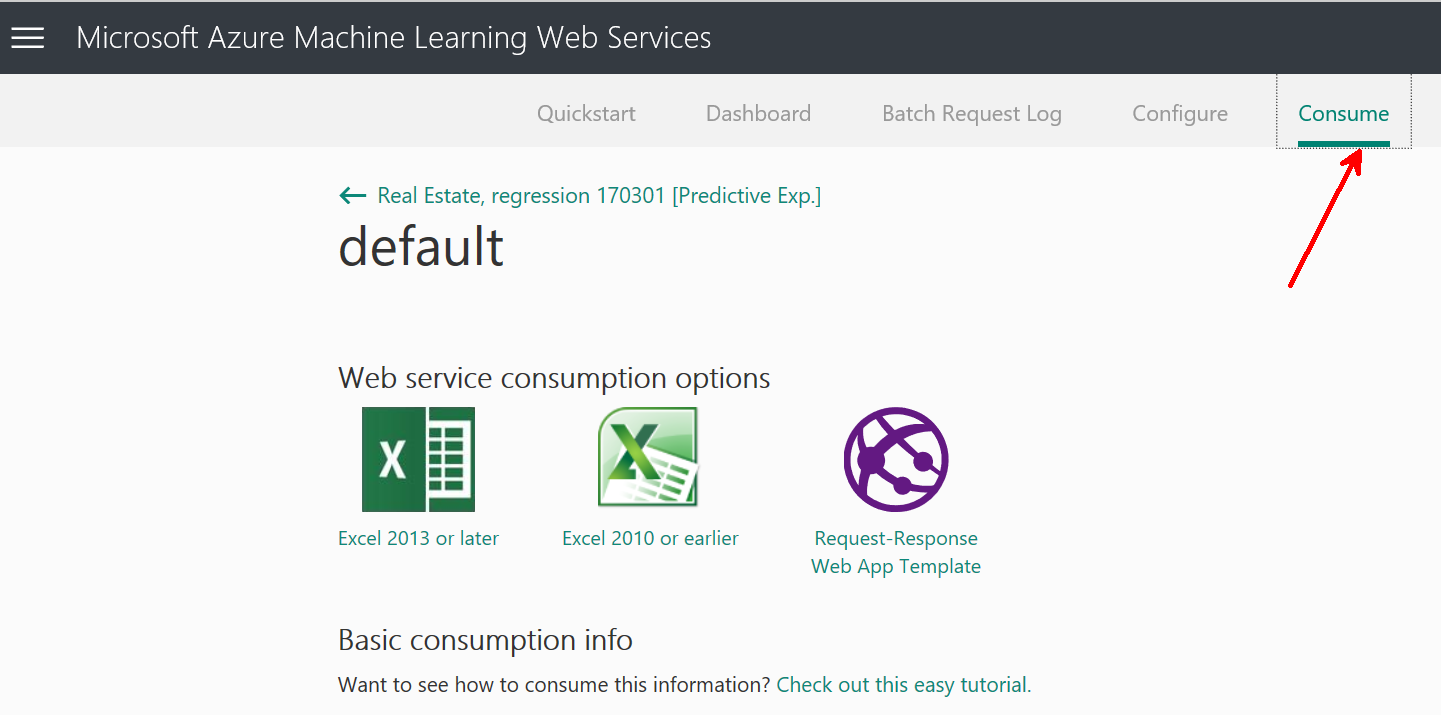 Microsoft Azure Machine Learning Web Services
Quickstart Dashboard Batch Request Log Configure Consume
Real Estate, regression 170301 [Predictive Exp.]
default
Web service consumption options
Excel 2013 or later Excel 2010 or earlier Request-Response
Web App Template
Basic consumption info
Want to see how to consume this information? Check out this easy tutorial.